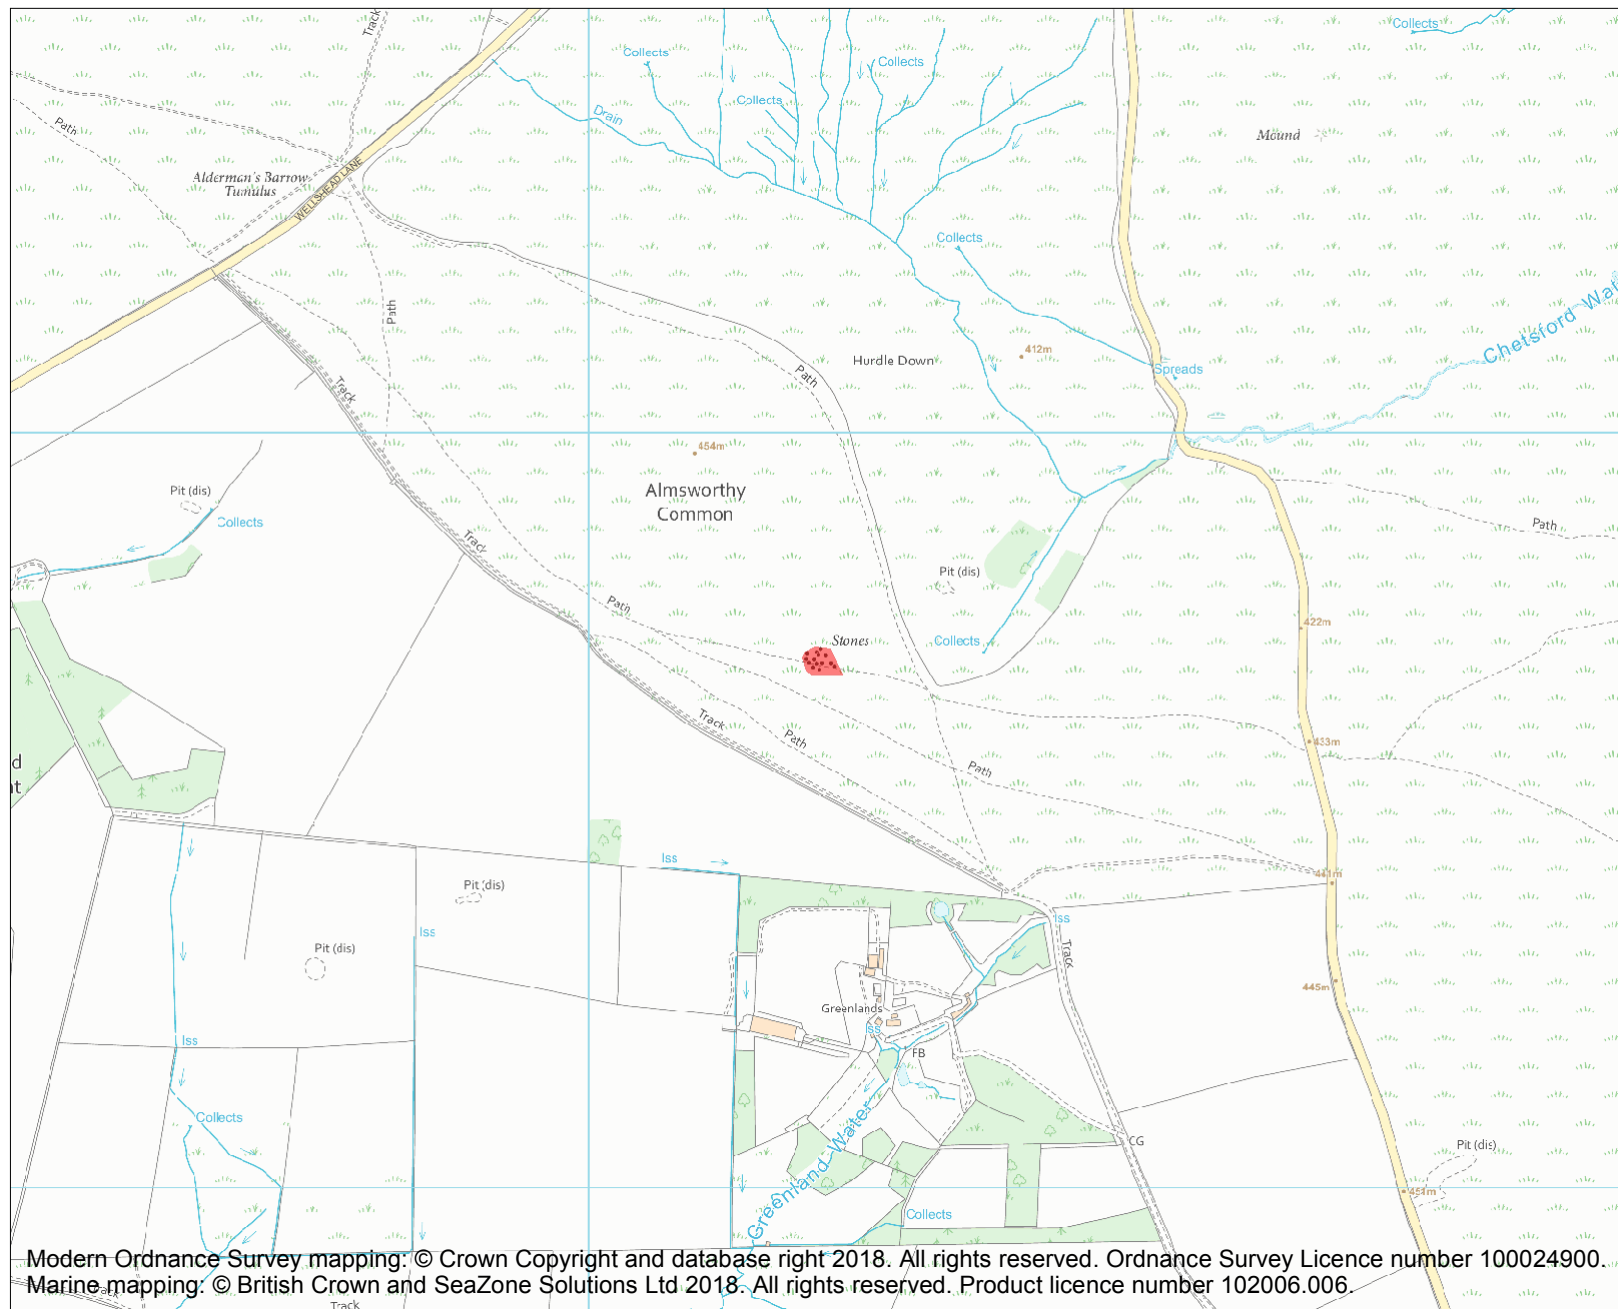 Track
Collects
Collects
Collects
Collects
Path
Drain
Mound
Alderman's Barrow
Tumulus
WELLSHEAD LANE
Collects
Path
Chetsford Wat
412m
Hurdle Down
Spreads
Path
Track
454m
Almsworthy
Common
Pit (dis)
Collects
Path
Track
Pit (dis)
Path
422m
Stones
Collects
Track
Path
433m
d
nt
Path
Iss
441m
Pit (dis)
Iss
Iss
Track
Pit (dis)
445m
Greenlands
Iss
Iss
FB
Collects
Greenland Water
CG
Pit (dis)
451m
Collects
Modern Ordnance Survey mapping: © Crown Copyright and database right 2018. All rights reserved. Ordnance Survey Licence number 100024900.
Marine mapping: © British Crown and SeaZone Solutions Ltd 2018. All rights reserved. Product licence number 102006.006.
Track
Track